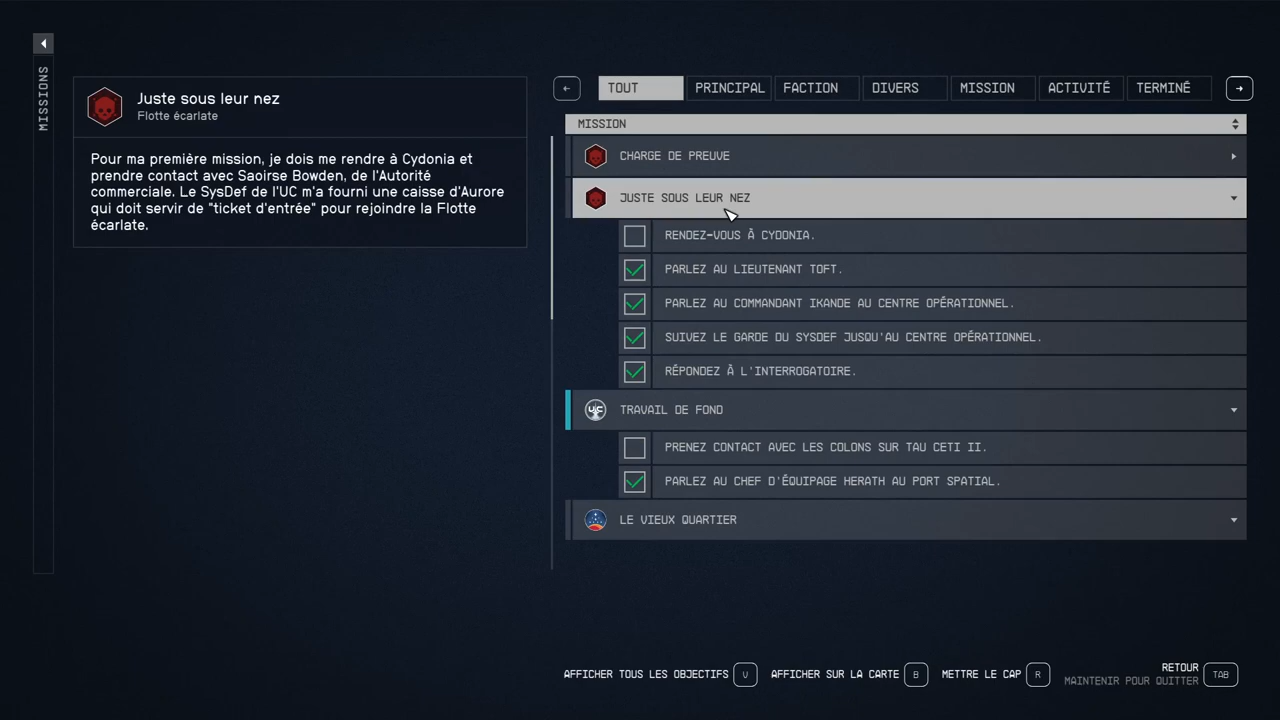 MISSIONS
Juste sous leur nez
Flotte écarlate
Pour ma première mission, je dois me rendre à Cydonia et
prendre contact avec Saoirse Bowden, de l'Autorité
commerciale. Le SysDef de l'UC m'a fourni une caisse d'Aurore
qui doit servir de "ticket d'entrée" pour rejoindre la Flotte
écarlate.
TOUT PRINCIPAL FACTION DIVERS MISSION ACTIVITÉ TERMINÉ
MISSION
CHARGE DE PREUVE
JUSTE SOUS LEUR NEZ
RENDEZ-VOUS À CYDONIA.
PARLEZ AU LIEUTENANT TOFT.
PARLEZ AU COMMANDANT IKANDE AU CENTRE OPÉRATIONNEL.
SUIVEZ LE GARDE DU SYSDEF JUSQU'AU CENTRE OPÉRATIONNEL.
RÉPONDEZ À L'INTERROGATOIRE.
UC TRAVAIL DE FOND
PRENEZ CONTACT AVEC LES COLONS SUR TAU CETI II.
PARLEZ AU CHEF D'ÉQUIPAGE HERATH AU PORT SPATIAL.
LE VIEUX QUARTIER
AFFICHER TOUS LES OBJECTIFS V AFFICHER SUR LA CARTE B METTRE LE CAP R RETOUR TAB
MAINTENIR POUR QUITTER